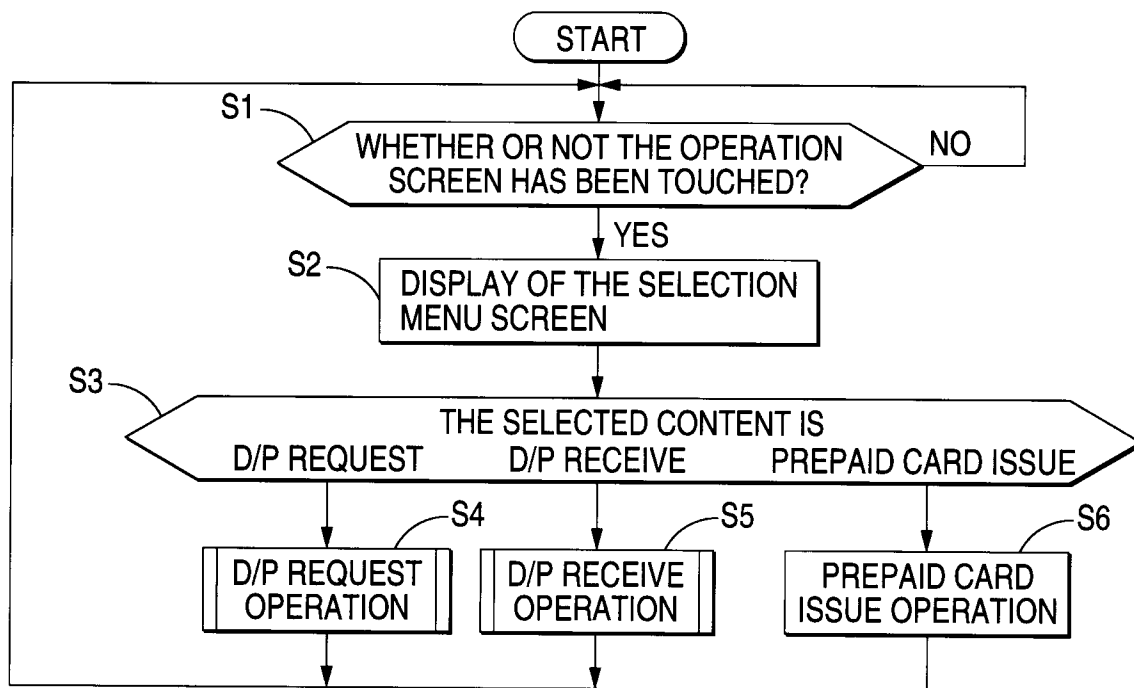 START
S1
WHETHER OR NOT THE OPERATION
SCREEN HAS BEEN TOUCHED?
NO
YES
S2
DISPLAY OF THE SELECTION
MENU SCREEN
S3
THE SELECTED CONTENT IS
D/P REQUEST D/P RECEIVE PREPAID CARD ISSUE
S4
D/P REQUEST
OPERATION
S5
D/P RECEIVE
OPERATION
S6
PREPAID CARD
ISSUE OPERATION